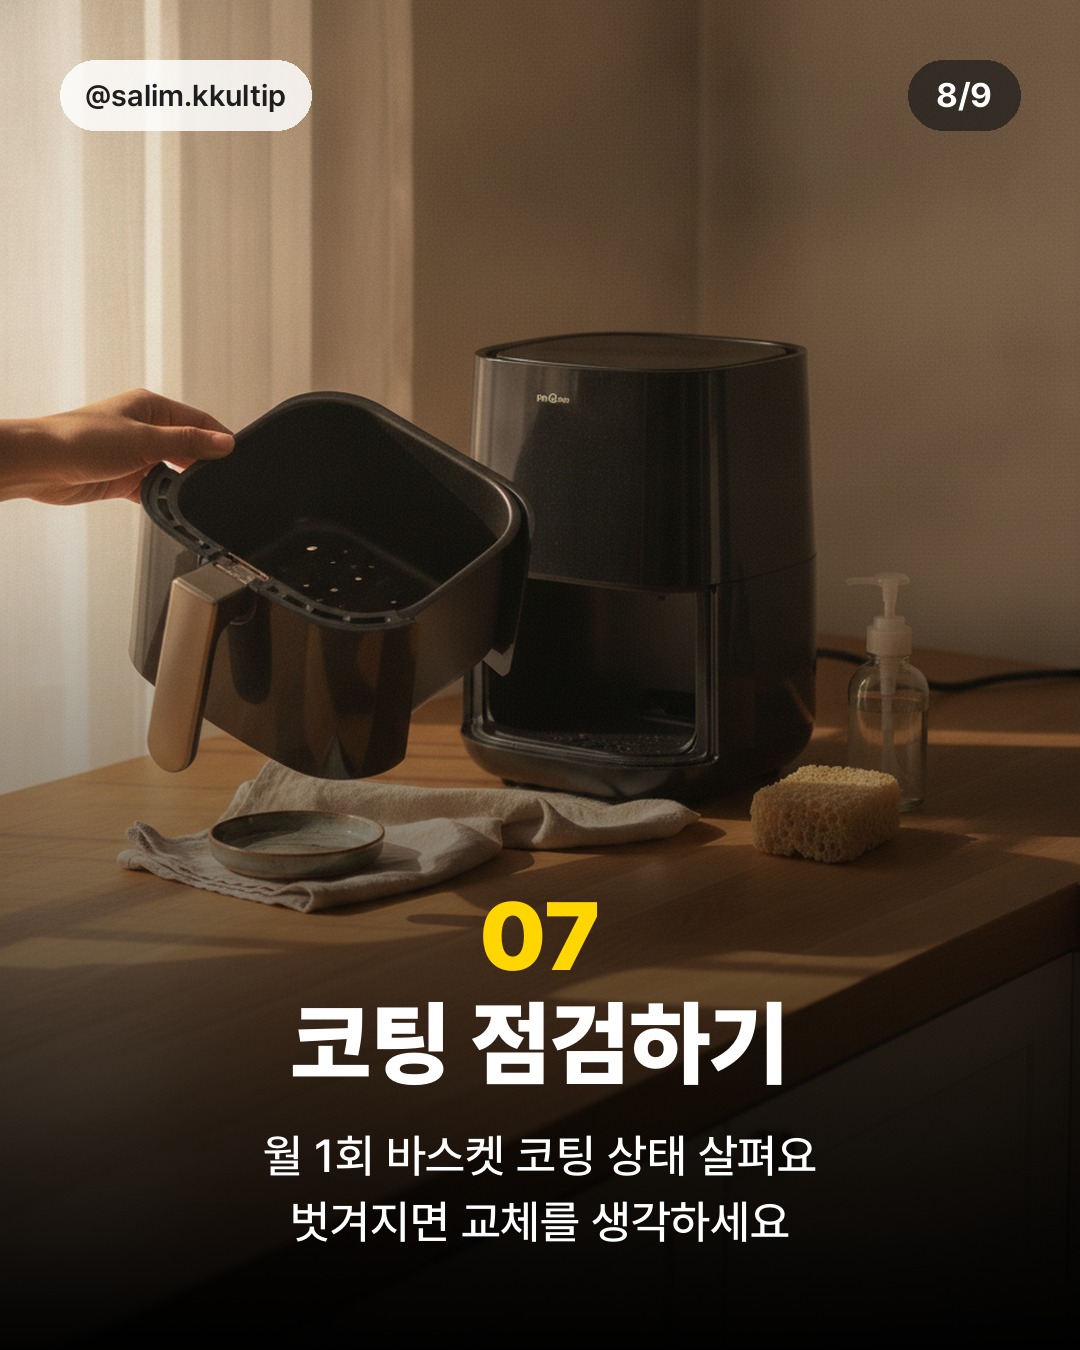 @salim.kkultip
8/9
07
코팅 점검하기
월 1회 바스켓 코팅 상태 살펴요
벗겨지면 교체를 생각하세요